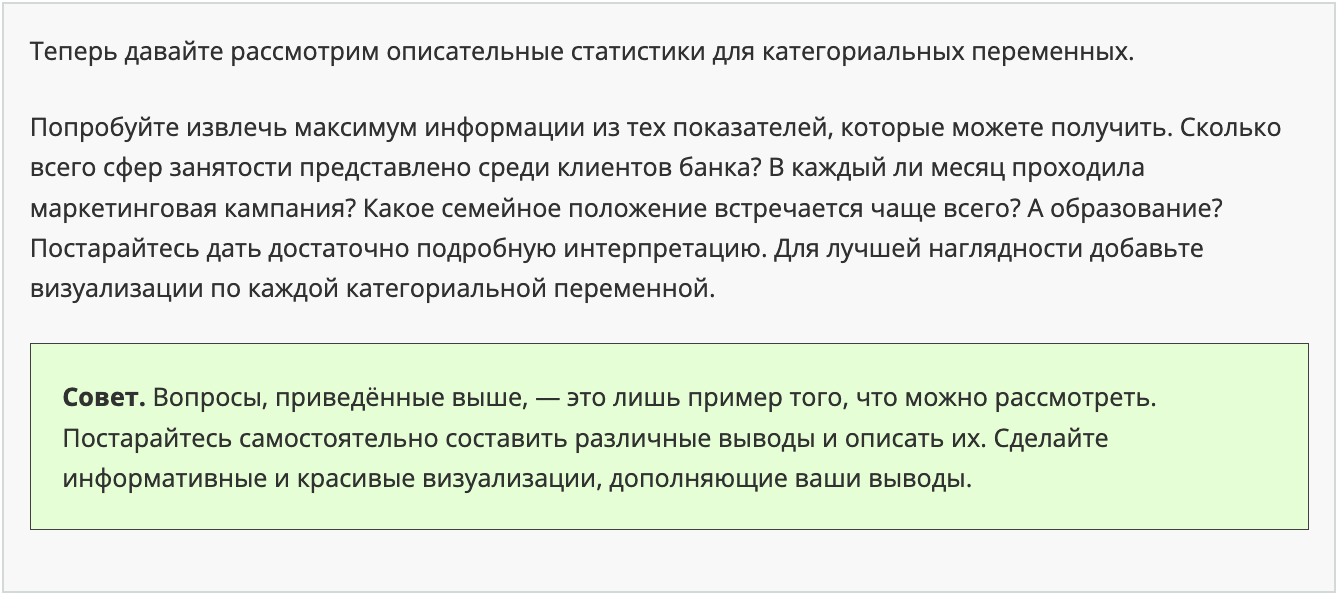 Теперь давайте рассмотрим описательные статистики для категориальных переменных.
Попробуйте извлечь максимум информации из тех показателей, которые можете получить. Сколько
всего сфер занятости представлено среди клиентов банка? В каждый ли месяц проходила
маркетинговая кампания? Какое семейное положение встречается чаще всего? А образование?
Постарайтесь дать достаточно подробную интерпретацию. Для лучшей наглядности добавьте
визуализации по каждой категориальной переменной.
Совет. Вопросы, приведённые выше, — это лишь пример того, что можно рассмотреть.
Постарайтесь самостоятельно составить различные выводы и описать их. Сделайте
информативные и красивые визуализации, дополняющие ваши выводы.